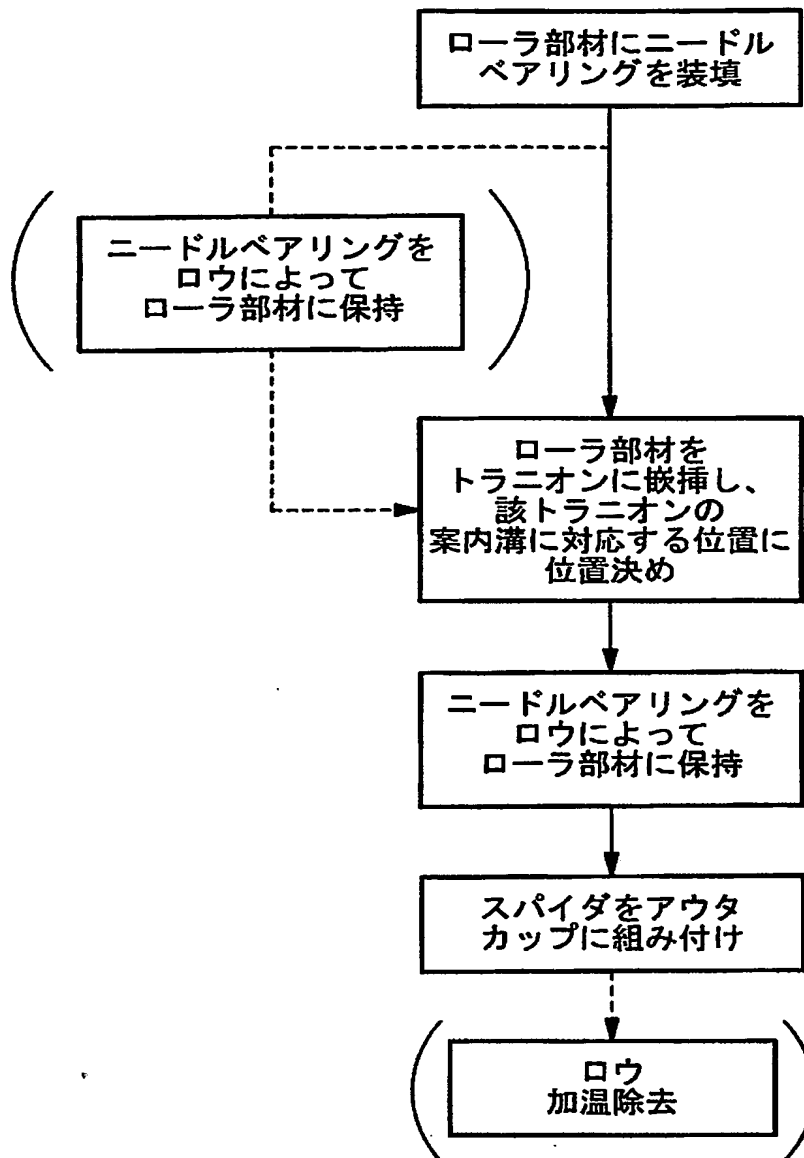 ローラ部材にニードル
ベアリングを装填
ニードルベアリングを
ロウによって
ローラ部材に保持
ローラ部材を
トラニオンに嵌挿し、
該トラニオンの
案内溝に対応する位置に
位置決め
ニードルベアリングを
ロウによって
ローラ部材に保持
スパイダをアウタ
カップに組み付け
ロウ
加温除去